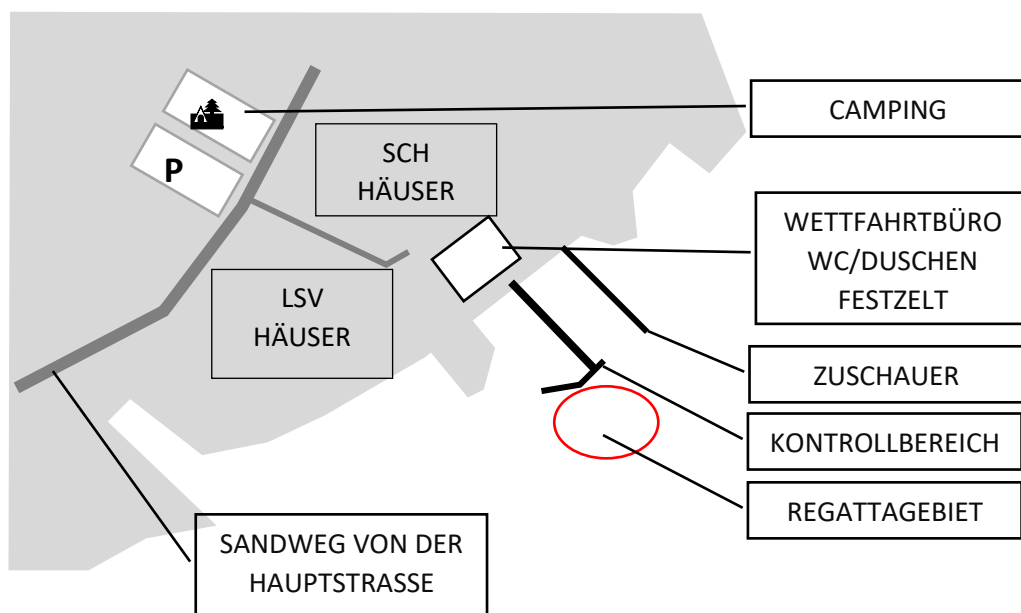 CAMPING
SCH
HÄUSER
P
WETTFAHRTBÜRO
WC/DUSCHEN
FESTZELT
LSV
HÄUSER
ZUSCHAUER
KONTROLLBEREICH
REGATTAGEBIET
SANDWEG VON DER
HAUPTSTRASSE